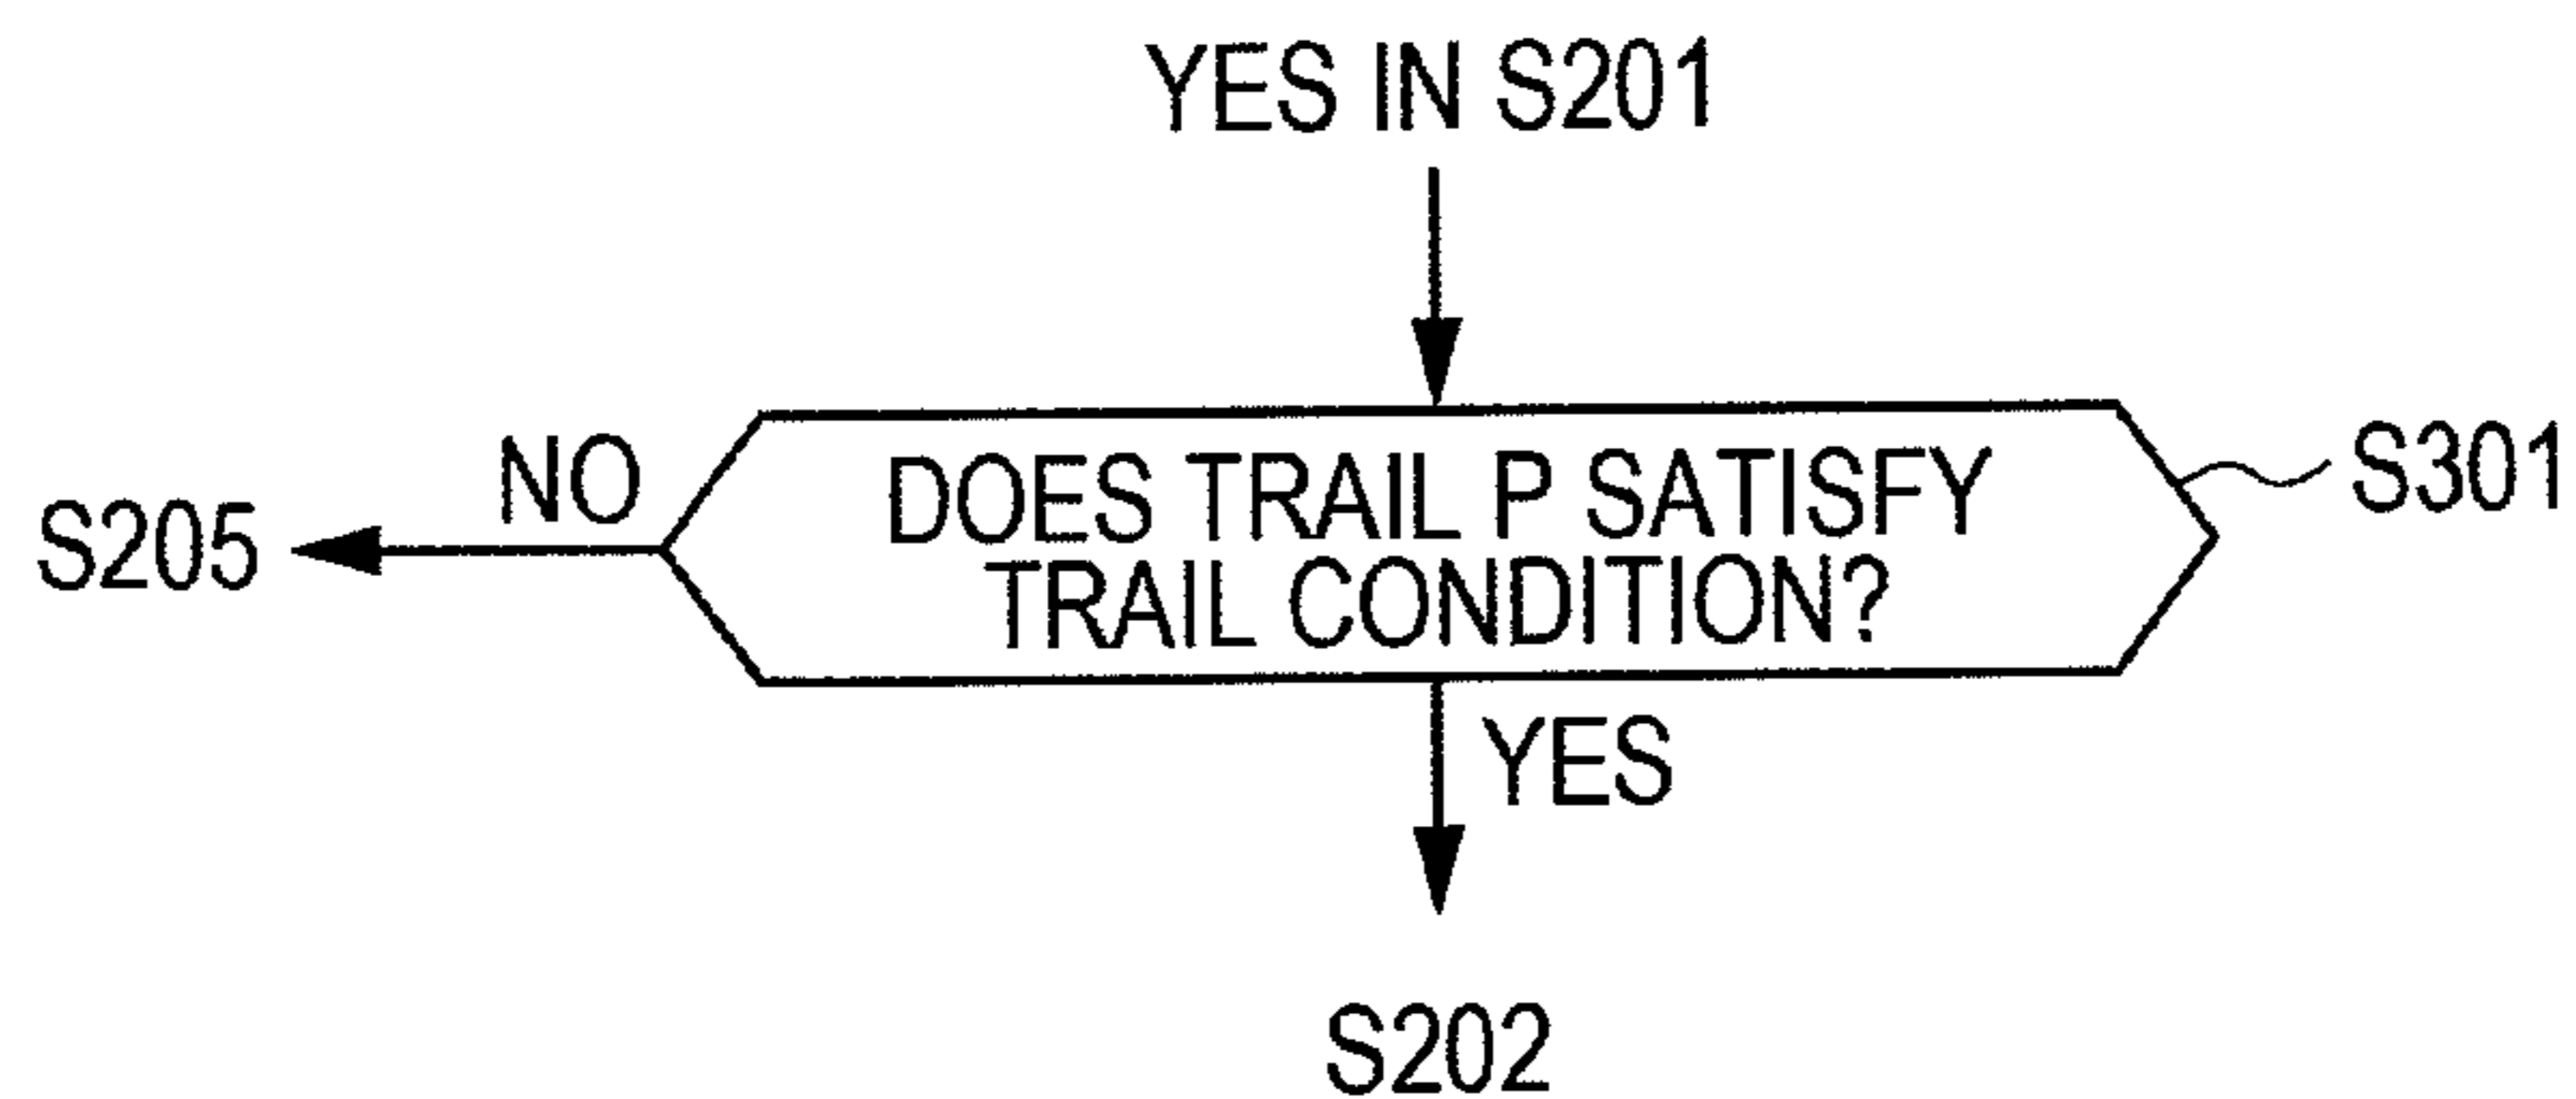 YES IN S201
NO
S205
DOES TRAIL P SATISFY
TRAIL CONDITION?
S301
YES
S202